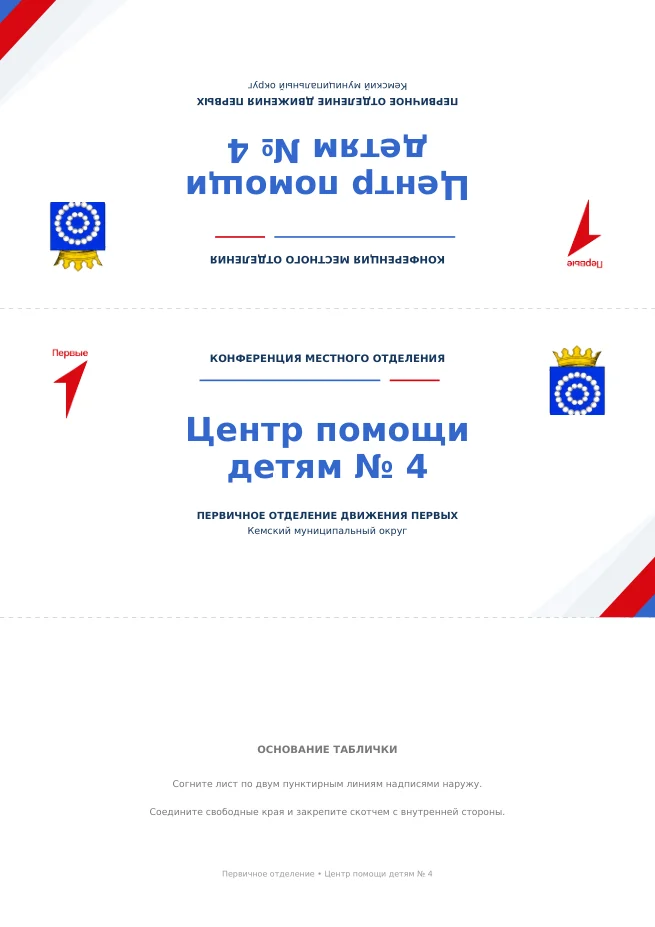 Кемский муниципальный округ
ПЕРВИЧНОЕ ОТДЕЛЕНИЕ ДВИЖЕНИЯ ПЕРВЫХ
Центр помощи
детям № 4
КОНФЕРЕНЦИЯ МЕСТНОГО ОТДЕЛЕНИЯ
Первые
Первые
КОНФЕРЕНЦИЯ МЕСТНОГО ОТДЕЛЕНИЯ
Центр помощи
детям № 4
ПЕРВИЧНОЕ ОТДЕЛЕНИЕ ДВИЖЕНИЯ ПЕРВЫХ
Кемский муниципальный округ
ОСНОВАНИЕ ТАБЛИЧКИ
Согните лист по двум пунктирным линиям надписями наружу.
Соедините свободные края и закрепите скотчем с внутренней стороны.
Первичное отделение • Центр помощи детям № 4